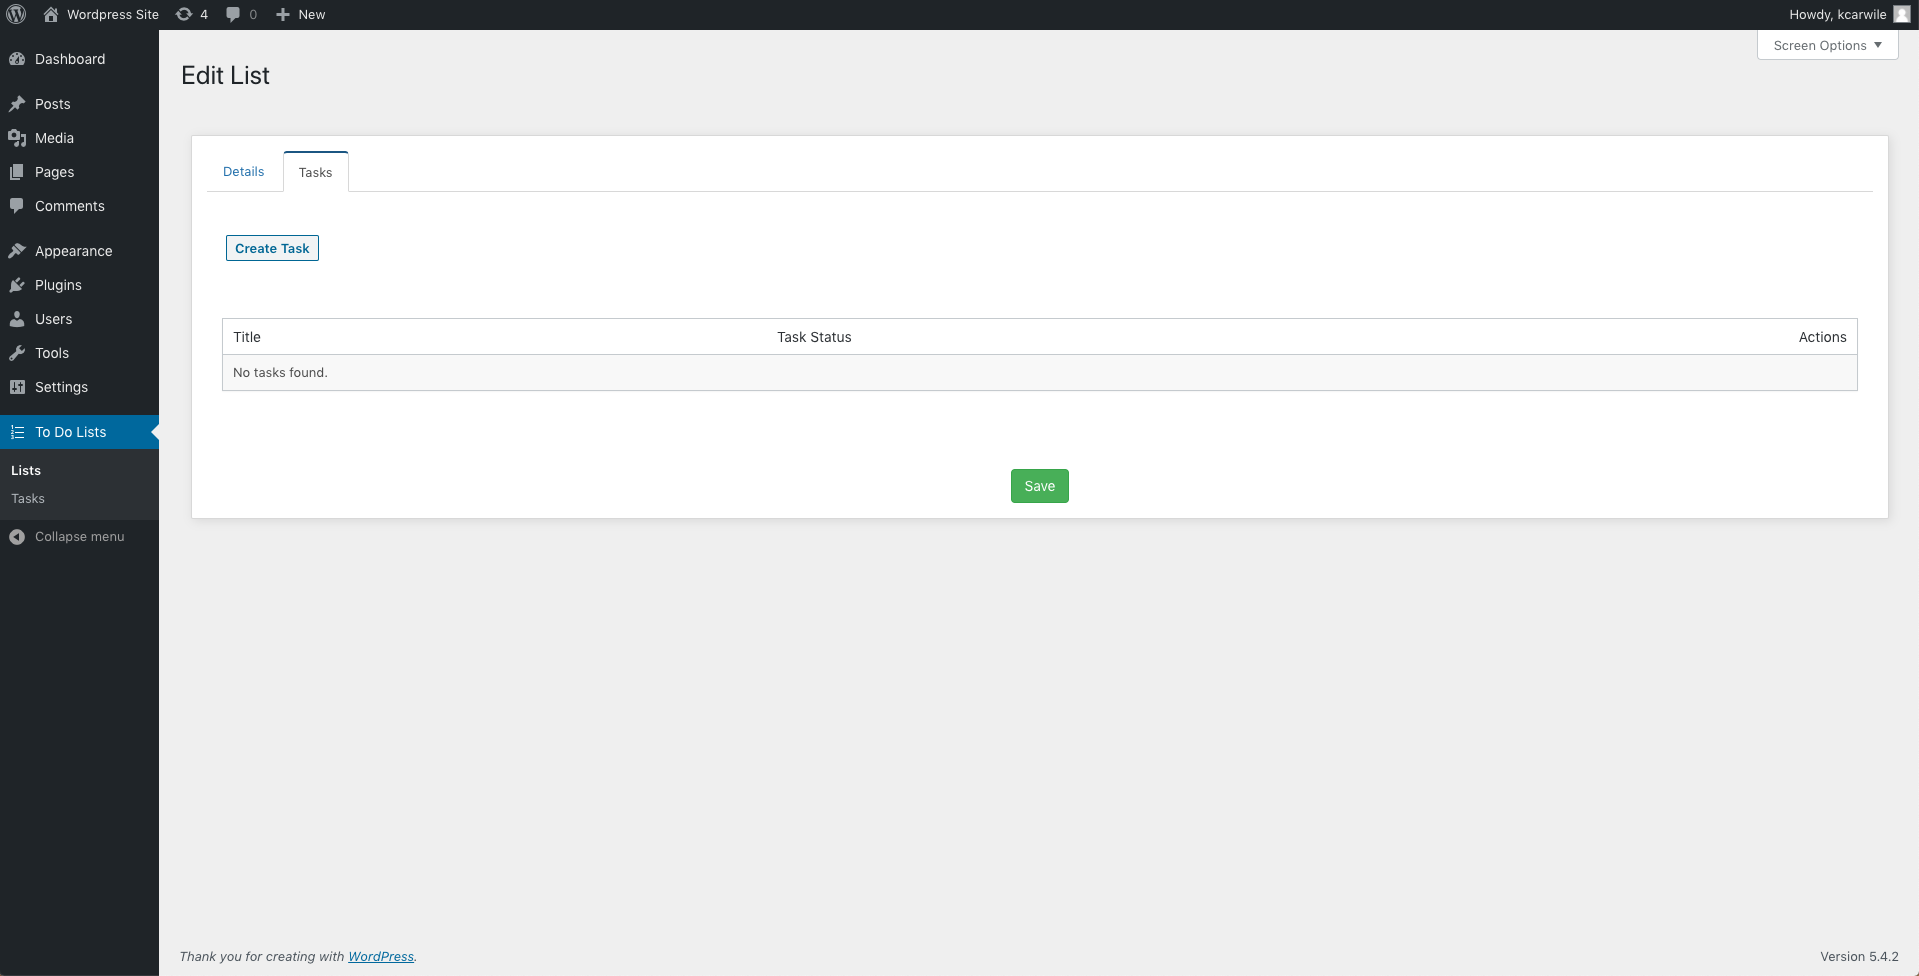 Wordpress Site 4 0 New Howdy, kcarwile
Screen Options
Dashboard
Posts
Media
Pages
Comments
Appearance
Plugins
Users
Tools
Settings
To Do Lists
Lists
Tasks
Collapse menu
Edit List
Details Tasks
Create Task
Title Task Status Actions
No tasks found.
Save
Thank you for creating with WordPress. Version 5.4.2